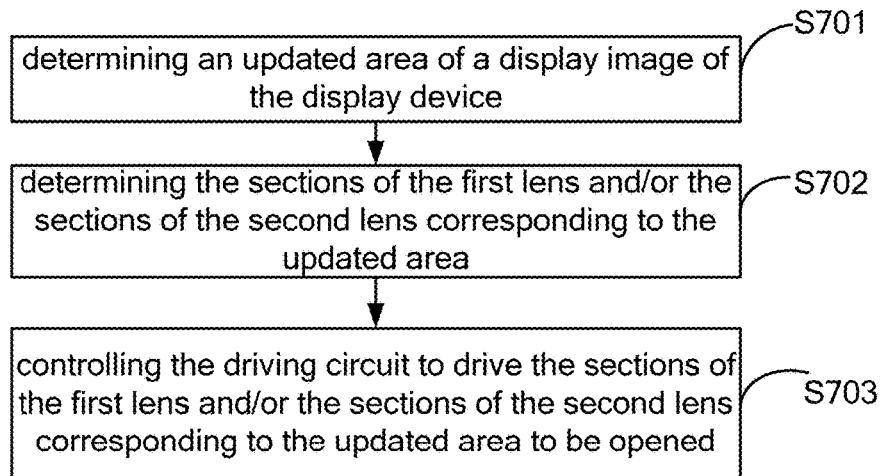 S701
determining an updated area of a display image of
the display device
S702
determining the sections of the first lens and/or the
sections of the second lens corresponding to the
updated area
controlling the driving circuit to drive the sections of
the first lens and/or the sections of the second lens
corresponding to the updated area to be opened
S703